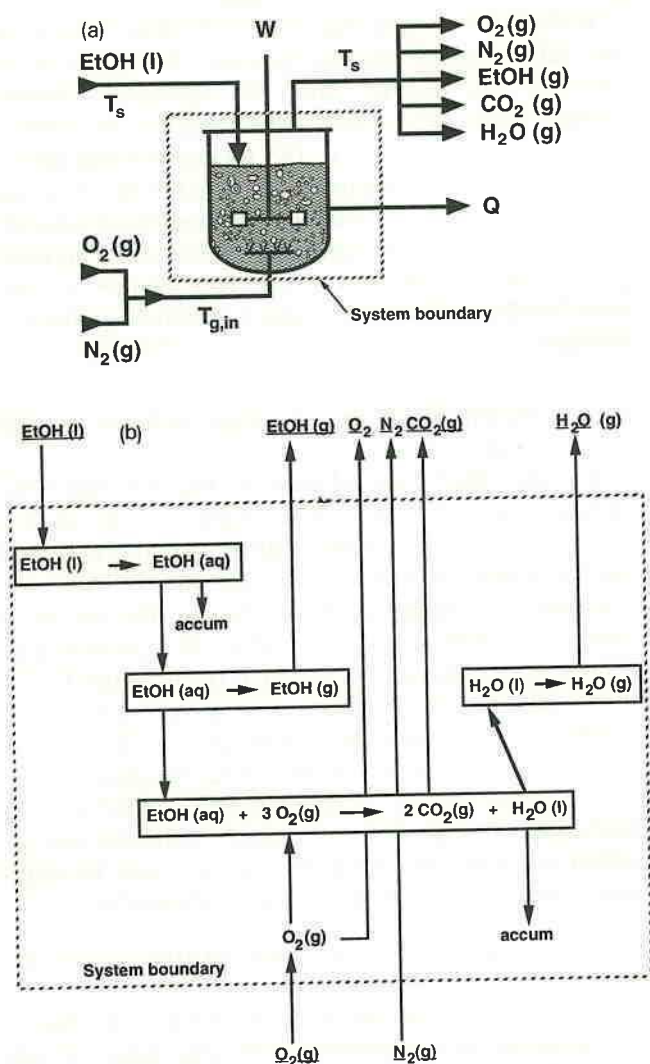 (a)
W
EtOH (l)
T_s
T_s
O₂(g)
N₂(g)
EtOH (g)
CO₂ (g)
H₂O (g)
Q
O₂(g)
N₂(g)
T_g,in
System boundary
(b)
EtOH (l) EtOH (g) O₂ N₂ CO₂(g) H₂O (g)
EtOH (l) → EtOH (aq)
accum
EtOH (aq) → EtOH (g)
H₂O (l) → H₂O (g)
EtOH (aq) + 3 O₂(g) → 2 CO₂(g) + H₂O (l)
O₂(g)
accum
System boundary
O₂(g) N₂(g)